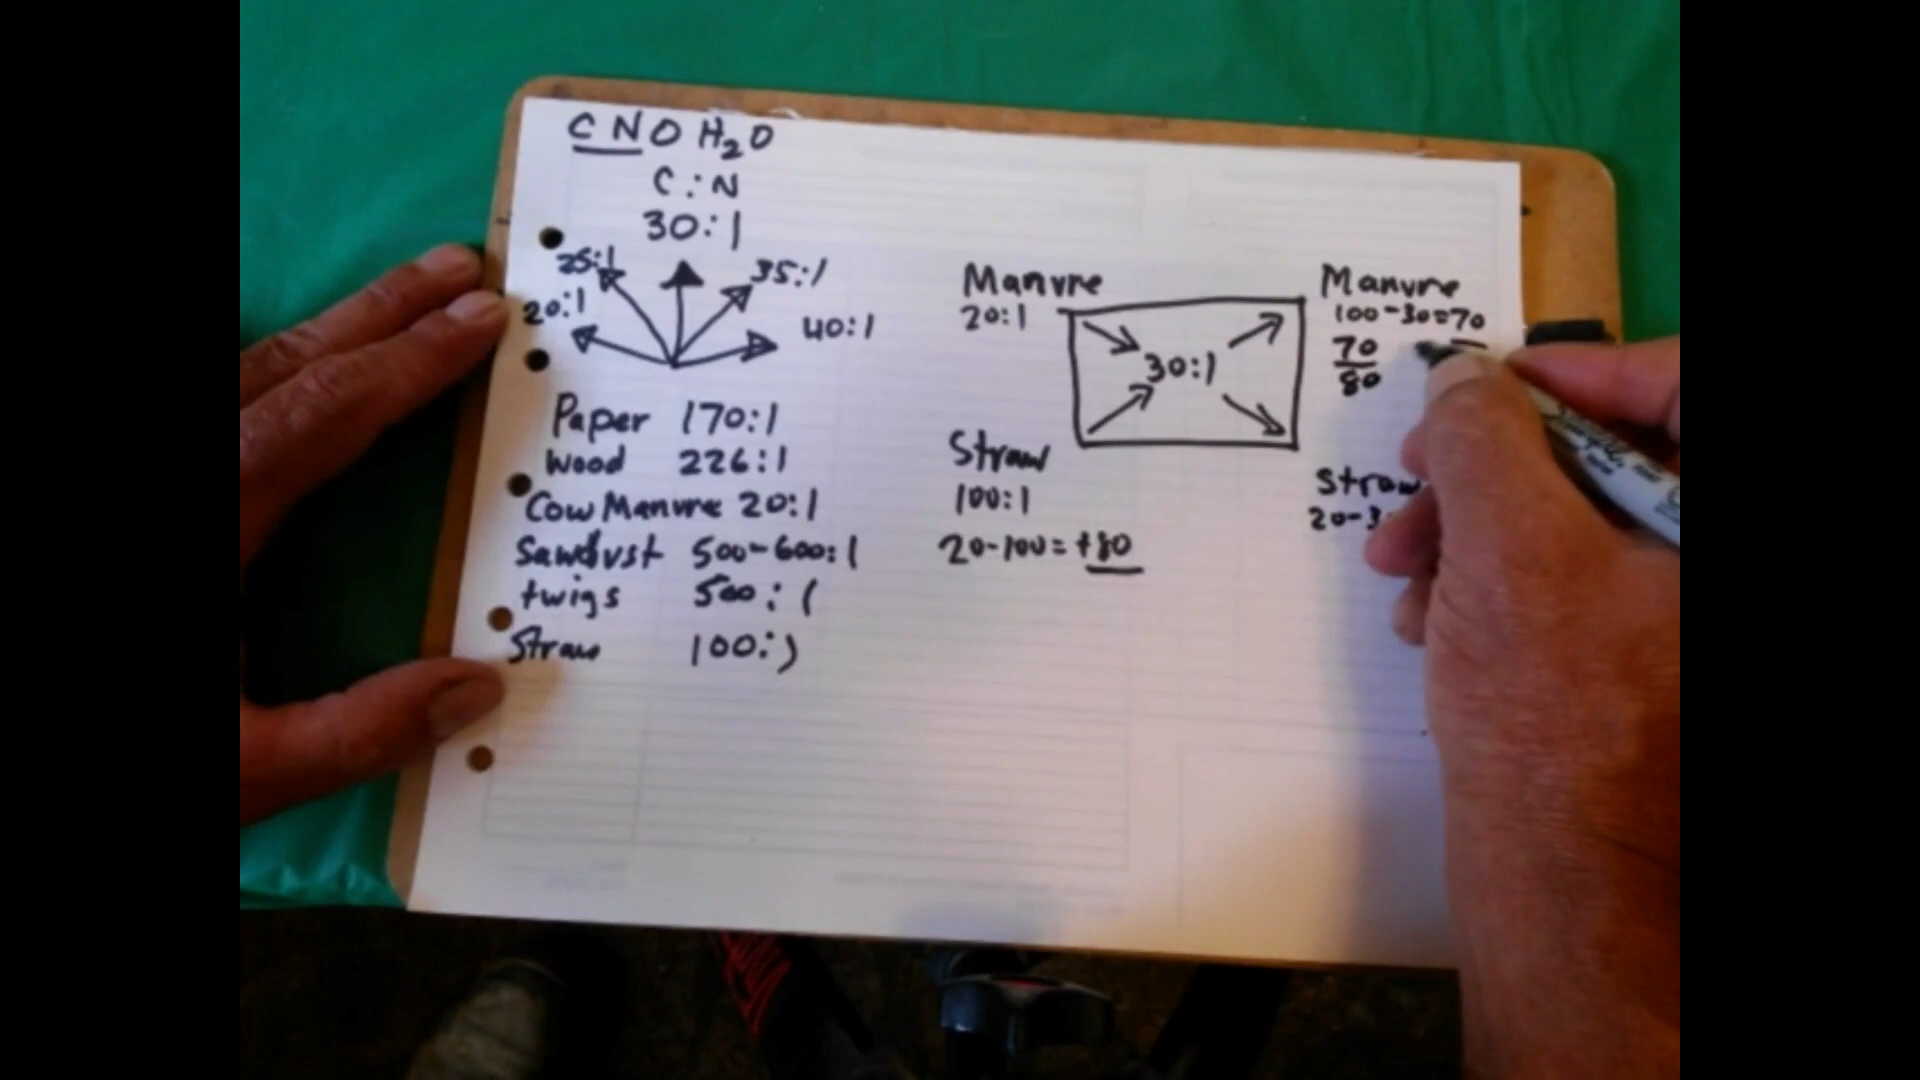 C N O H2O
C:N
30:1
25:1
35:1
20:1
40:1
Paper 170:1
Wood 226:1
Cow Manure 20:1
Sawdust 500-600:1
twigs 500:1
Straw 100:1
Manure
20:1
30:1
Straw
100:1
20-100=+80
Manure
100-30=70
70
80
Straw
20-3